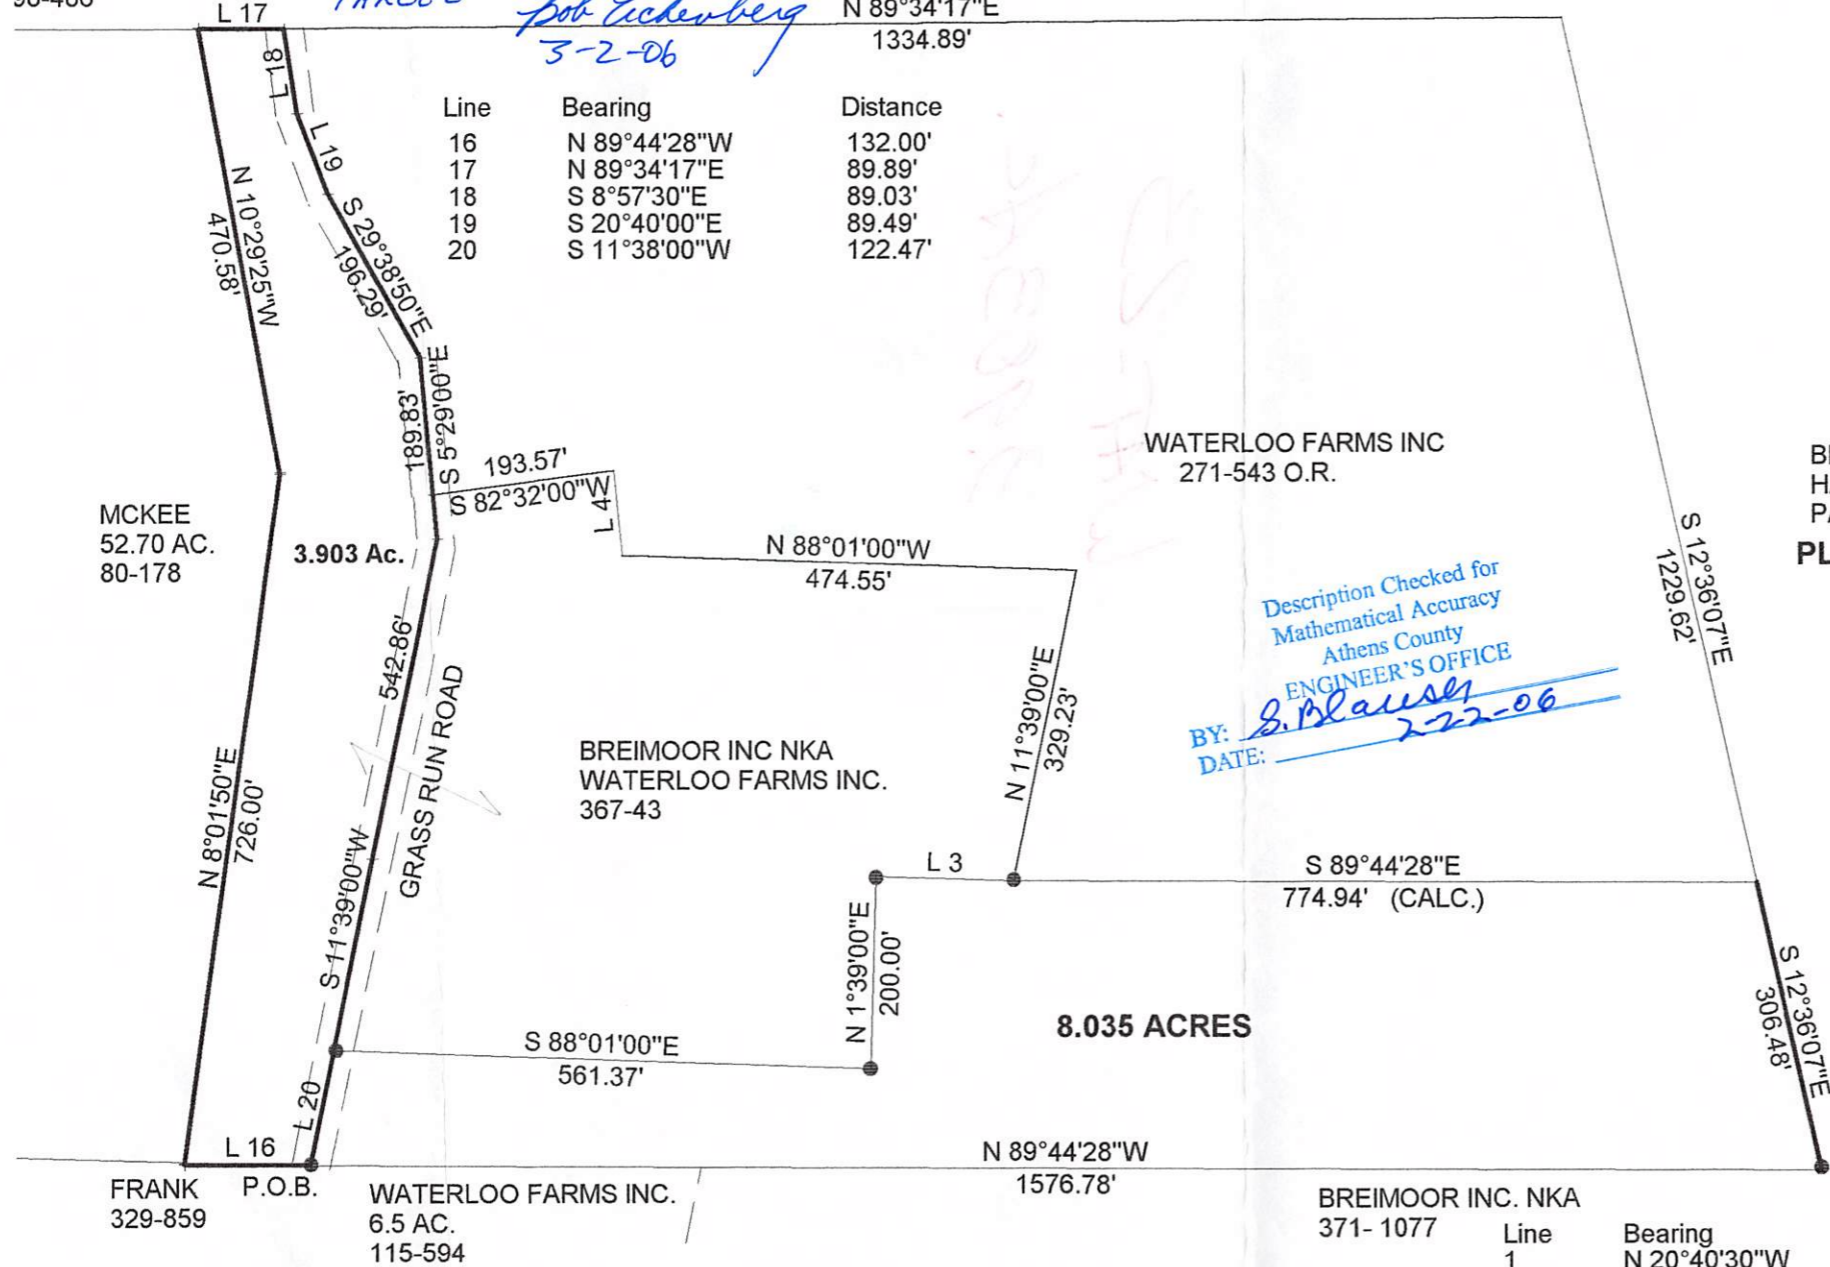 L 17
Bob Eichenberg
3-2-06
N 89°34'17"E
1334.89'
Line Bearing Distance
16 N 89°44'28"W 132.00'
17 N 89°34'17"E 89.89'
18 S 8°57'30"E 89.03'
19 S 20°40'00"E 89.49'
20 S 11°38'00"W 122.47'
L 18
L 19
N 10°29'25"W
470.58'
S 29°38'50"E
196.29'
S 5°29'00"E
189.83'
193.57'
S 82°32'00"W
L 4
WATERLOO FARMS INC
271-543 O.R.
MCKEE
52.70 AC.
80-178
3.903 Ac.
N 88°01'00"W
474.55'
S 12°36'07"E
1229.62'
PL
Description Checked for
Mathematical Accuracy
Athens County
ENGINEER'S OFFICE
BY: S. Blauser
DATE: 2-22-06
542.86'
S 11°39'00"W
GRASS RUN ROAD
N 11°39'00"E
329.23'
BREIMOOR INC NKA
WATERLOO FARMS INC.
367-43
N 8°01'50"E
726.00'
L 3
S 89°44'28"E
774.94' (CALC.)
N 1°39'00"E
200.00'
8.035 ACRES
S 12°36'07"E
306.48'
S 88°01'00"E
561.37'
L 20
L 16
N 89°44'28"W
1576.78'
FRANK
329-859
P.O.B.
WATERLOO FARMS INC.
6.5 AC.
115-594
BREIMOOR INC. NKA
371- 1077
Line Bearing
1 N 20°40'30"W